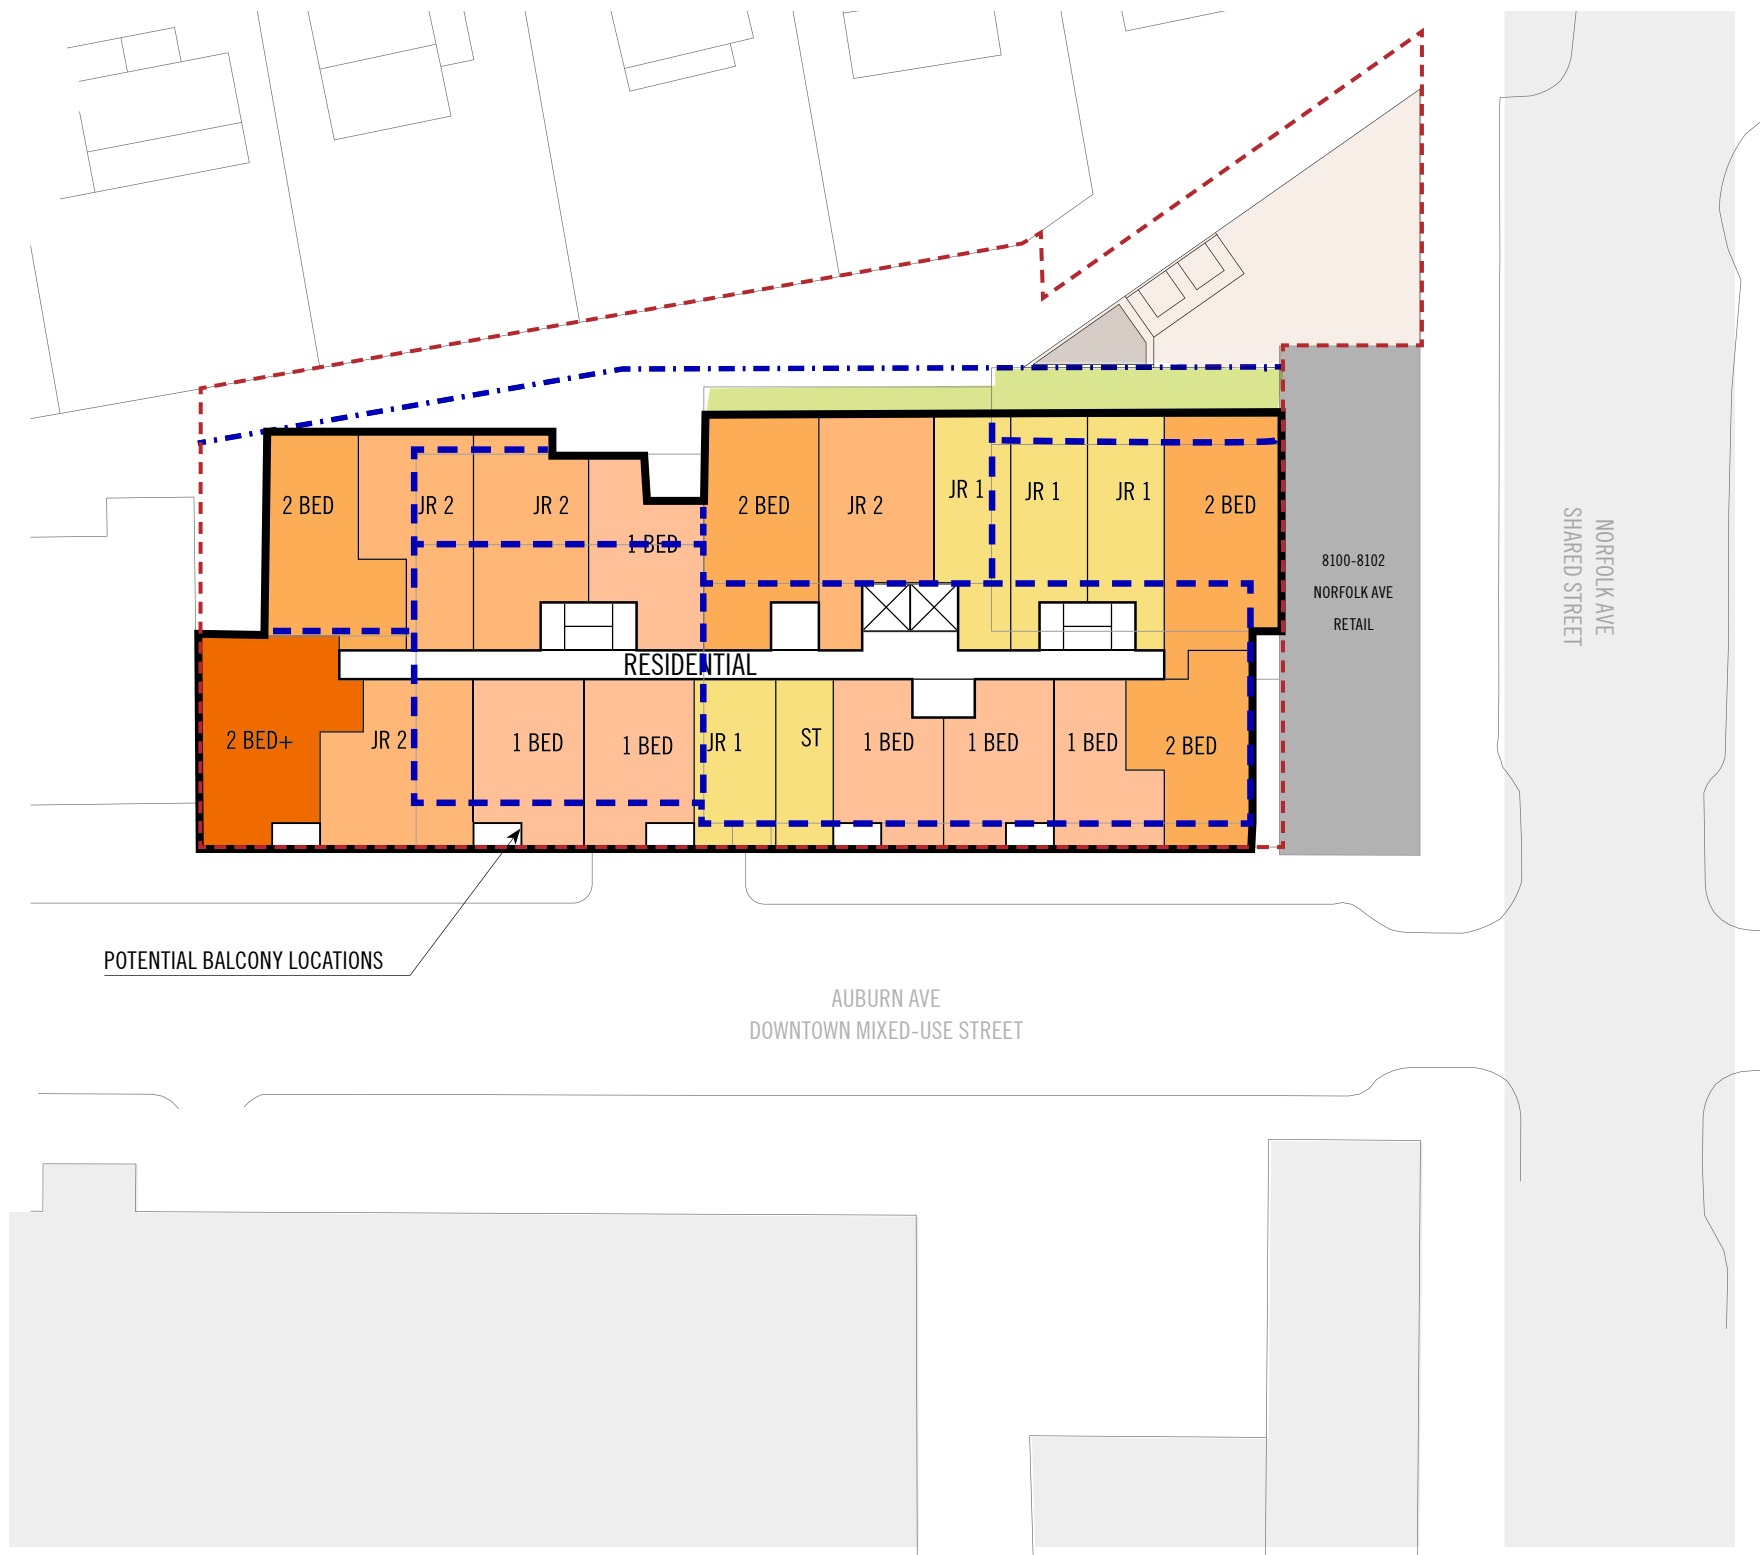 2 BED
JR 2
JR 2
1 BED
2 BED
JR 2
JR 1
JR 1
JR 1
2 BED
8100-8102
NORFOLK AVE
RETAIL
NORFOLK AVE
SHARED STREET
RESIDENTIAL
2 BED+
JR 2
1 BED
1 BED
JR 1
ST
1 BED
1 BED
1 BED
2 BED
POTENTIAL BALCONY LOCATIONS
AUBURN AVE
DOWNTOWN MIXED-USE STREET